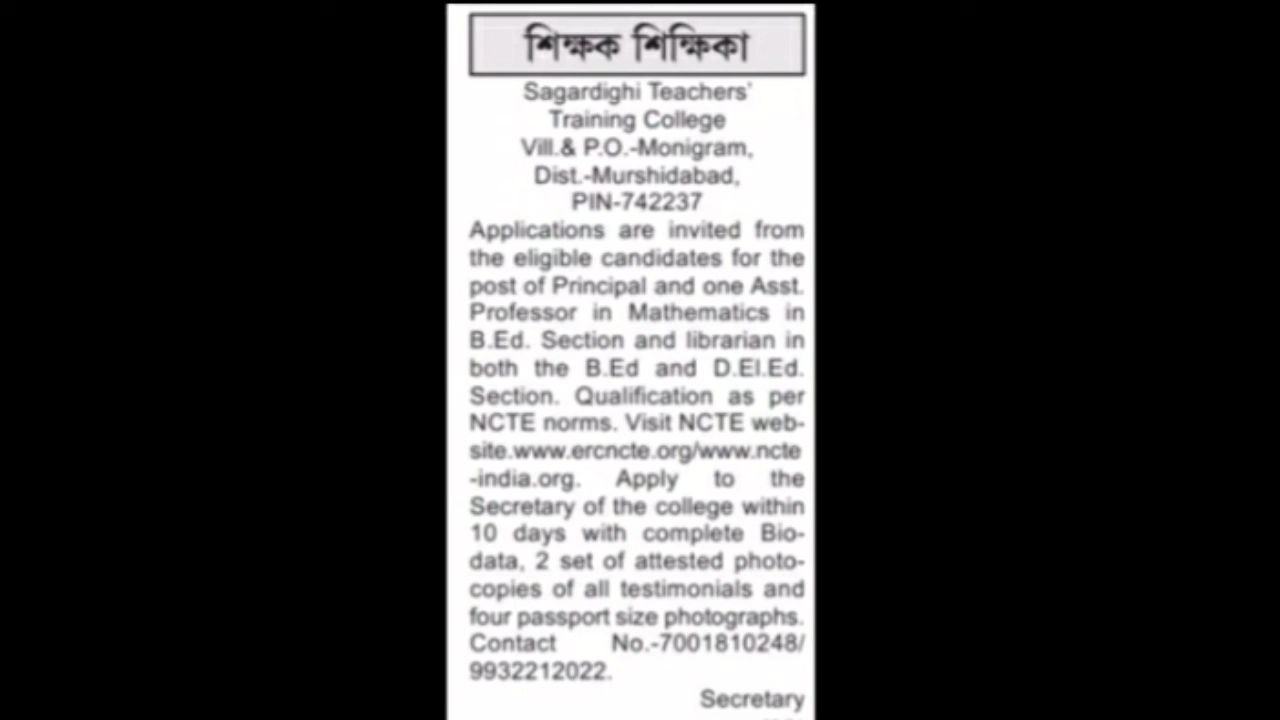 শিক্ষক শিক্ষিকা
Sagardighi Teachers'
Training College
Vill.& P.O.-Monigram,
Dist.-Murshidabad,
PIN-742237
Applications are invited from
the eligible candidates for the
post of Principal and one Asst.
Professor in Mathematics in
B.Ed. Section and librarian in
both the B.Ed and D.El.Ed.
Section. Qualification as per
NCTE norms. Visit NCTE web-
site.www.ercncte.org/www.ncte
-india.org. Apply to the
Secretary of the college within
10 days with complete Bio-
data, 2 set of attested photo-
copies of all testimonials and
four passport size photographs.
Contact No.-7001810248/
9932212022.
Secretary